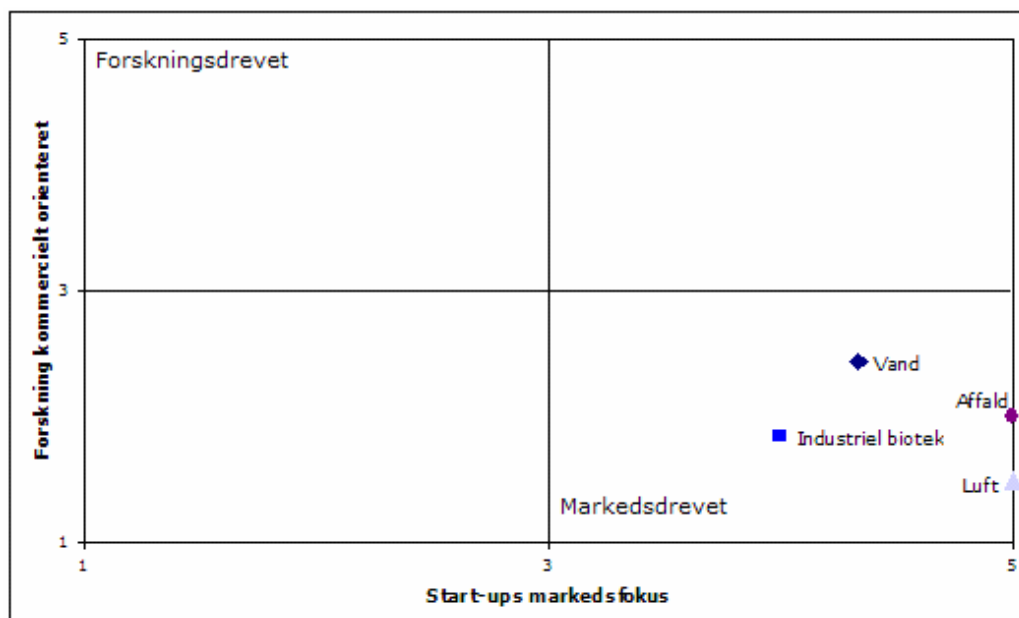 5
Forskningsdrevet
Forskning kommercielt orienteret
3
Vand
Affald
Industriel biotek
Luft
Markedsdrevet
1
1
3
5
Start-ups markedsfokus